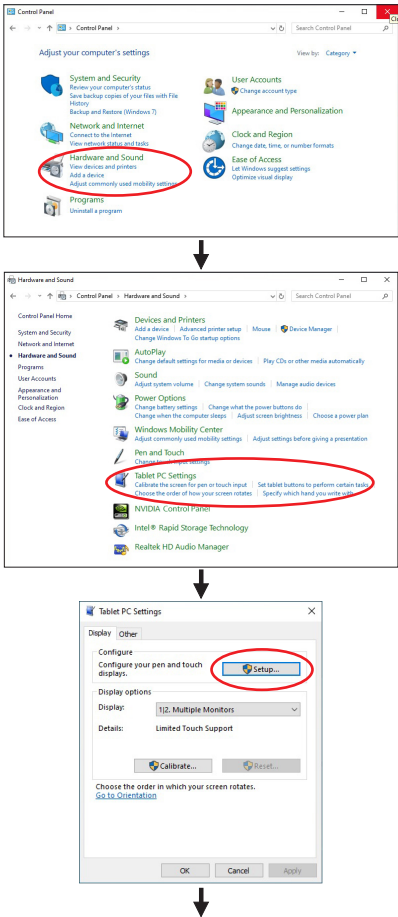 Control Panel
Control Panel
Search Control Panel
Adjust your computer's settings
View by: Category
System and Security
Review your computer's status
Save backup copies of your files with File
History
Backup and Restore (Windows 7)
Network and Internet
Connect to the Internet
View network status and tasks
Hardware and Sound
View devices and printers
Add a device
Adjust commonly used mobility settings
Programs
Uninstall a program
User Accounts
Change account type
Appearance and Personalization
Clock and Region
Change date, time, or number formats
Ease of Access
Let Windows suggest settings
Optimize visual display
Hardware and Sound
Control Panel > Hardware and Sound
Search Control Panel
Control Panel Home
System and Security
Network and Internet
Hardware and Sound
Programs
User Accounts
Appearance and
Personalization
Clock and Region
Ease of Access
Devices and Printers
Add a device | Advanced printer setup | Mouse | Device Manager
Change Windows To Go startup options
AutoPlay
Change default settings for media or devices | Play CDs or other media automatically
Sound
Adjust system volume | Change system sounds | Manage audio devices
Power Options
Change battery settings | Change what the power buttons do
Change when the computer sleeps | Adjust screen brightness | Choose a power plan
Windows Mobility Center
Adjust commonly used mobility settings | Adjust settings before giving a presentation
Pen and Touch
Change touch input settings
Tablet PC Settings
Calibrate the screen for pen or touch input | Set tablet buttons to perform certain tasks
Choose the order of how your screen rotates | Specify which hand you write with
NVIDIA Control Panel
Intel® Rapid Storage Technology
Realtek HD Audio Manager
Tablet PC Settings
Display Other
Configure
Configure your pen and touch
displays.
Setup...
Display options
Display: 1|2. Multiple Monitors
Details: Limited Touch Support
Calibrate... Reset...
Choose the order in which your screen rotates.
Go to Orientation
OK Cancel Apply